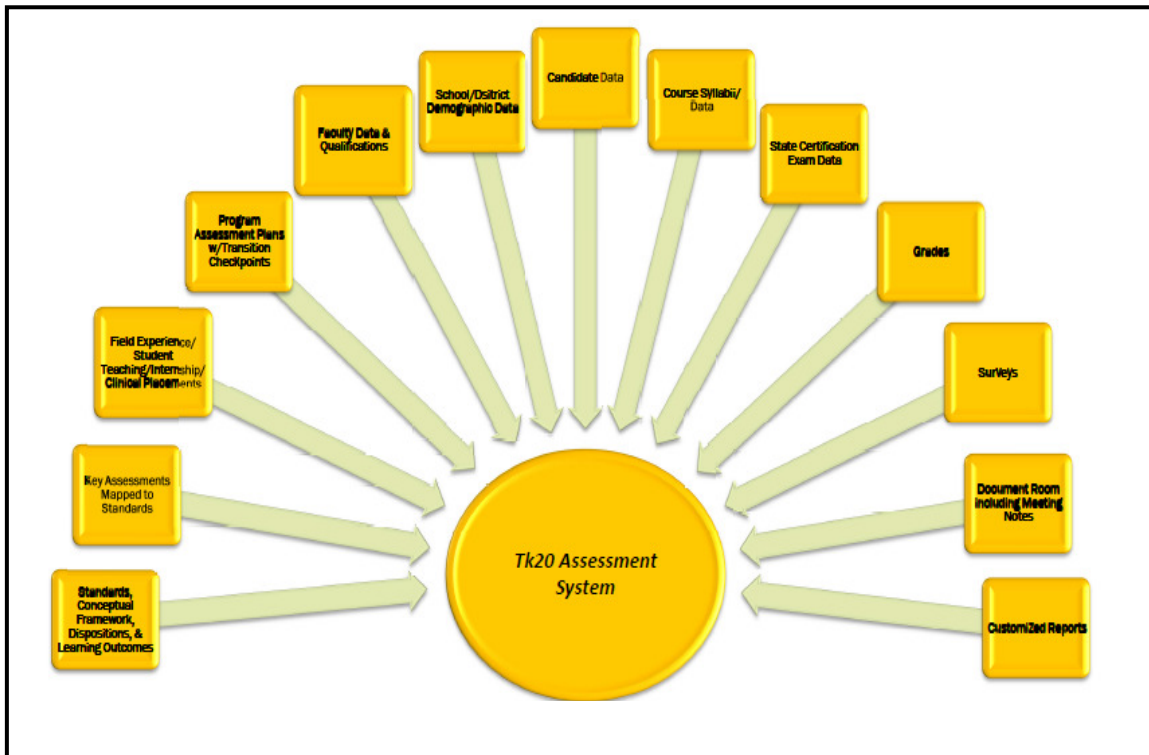 Candidate Data
School/Dsitrict
Demographic Data
Course Syllabii/
Data
Faculty Data &
Qualifications
State Certification
Exam Data
Program
Assessment Plans
w/Transition
Checkpoints
Grades
Field Experience/
Student
Teaching/Internship/
Clinical Placements
Surveys
Key Assessments
Mapped to
Standards
Document Room
including Meeting
Notes
Tk20 Assessment
System
Standards,
Conceptual
Framework,
Dispositions, &
Learning Outcomes
Customized Reports